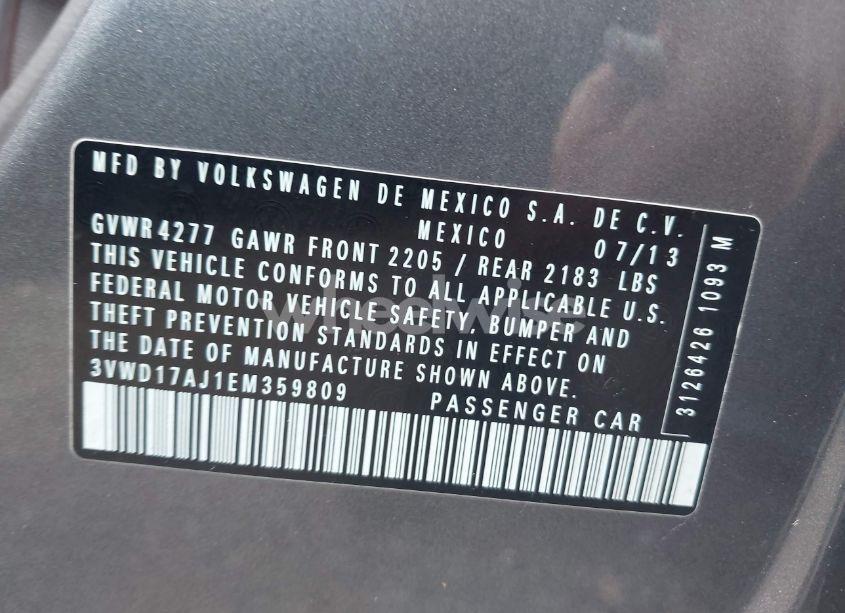 MFD BY VOLKSWAGEN DE MEXICO S.A. DE C.V.
MEXICO 07/13
GVWR 4277 GAWR FRONT 2205 / REAR 2183 LBS
THIS VEHICLE CONFORMS TO ALL APPLICABLE U.S.
FEDERAL MOTOR VEHICLE SAFETY, BUMPER AND
THEFT PREVENTION STANDARDS IN EFFECT ON
THE DATE OF MANUFACTURE SHOWN ABOVE.
3VWD17AJ1EM359809 PASSENGER CAR
3126426 1093 M
wheelwise